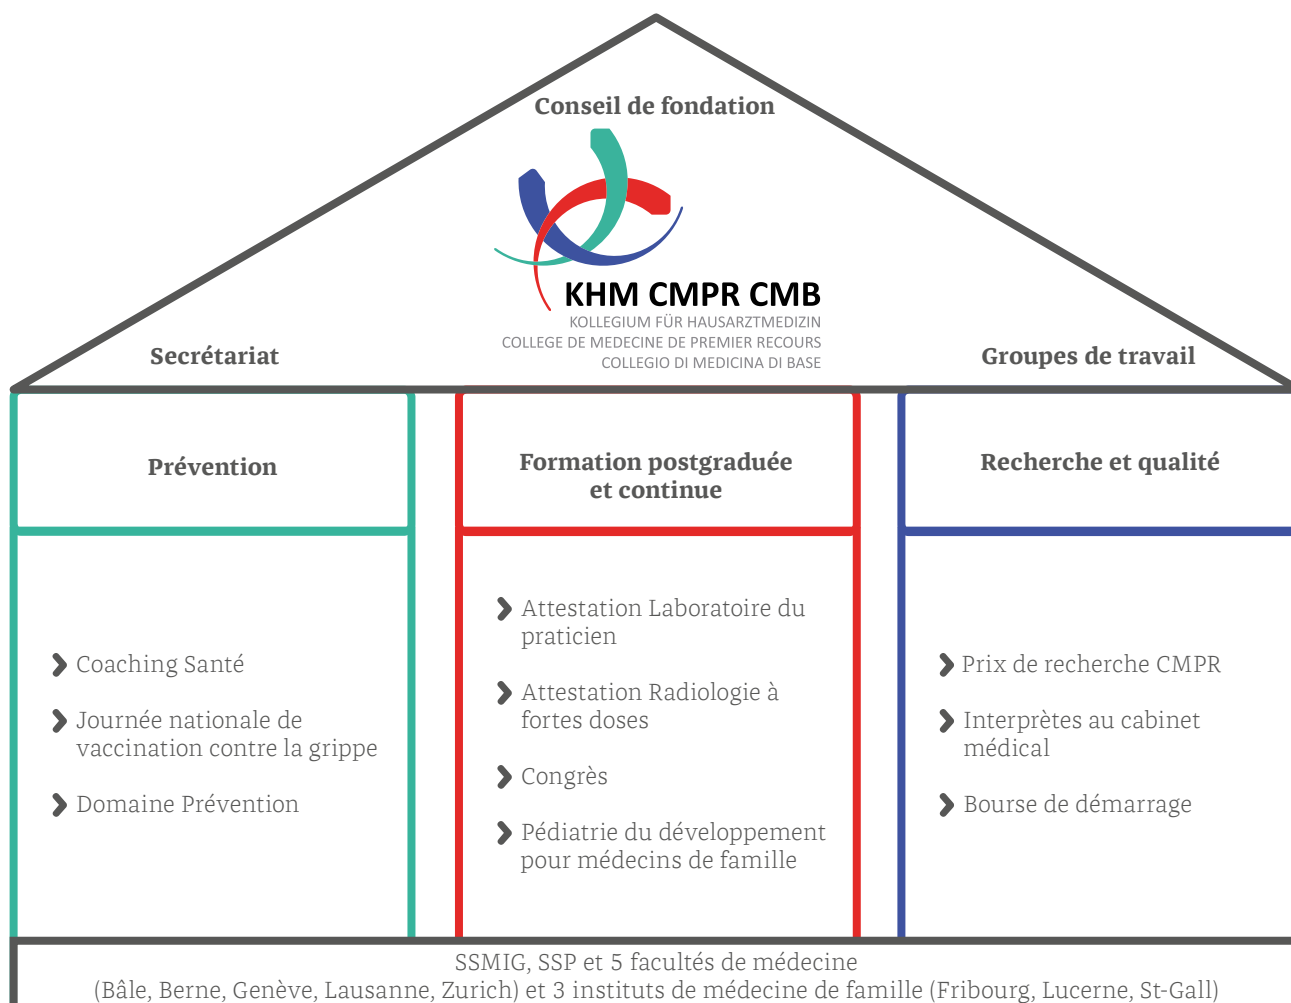 Conseil de fondation
KHM CMPR CMB
KOLLEGIUM FÜR HAUSARZTMEDIZIN
COLLEGE DE MEDECINE DE PREMIER RECOURS
COLLEGIO DI MEDICINA DI BASE
Secrétariat
Groupes de travail
Prévention
Coaching Santé
Journée nationale de
vaccination contre la grippe
Domaine Prévention
Formation postgraduée
et continue
Attestation Laboratoire du
praticien
Attestation Radiologie à
fortes doses
Congrès
Pédiatrie du développement
pour médecins de famille
Recherche et qualité
Prix de recherche CMPR
Interprètes au cabinet
médical
Bourse de démarrage
SSMIG, SSP et 5 facultés de médecine
(Bâle, Berne, Genève, Lausanne, Zurich) et 3 instituts de médecine de famille (Fribourg, Lucerne, St-Gall)